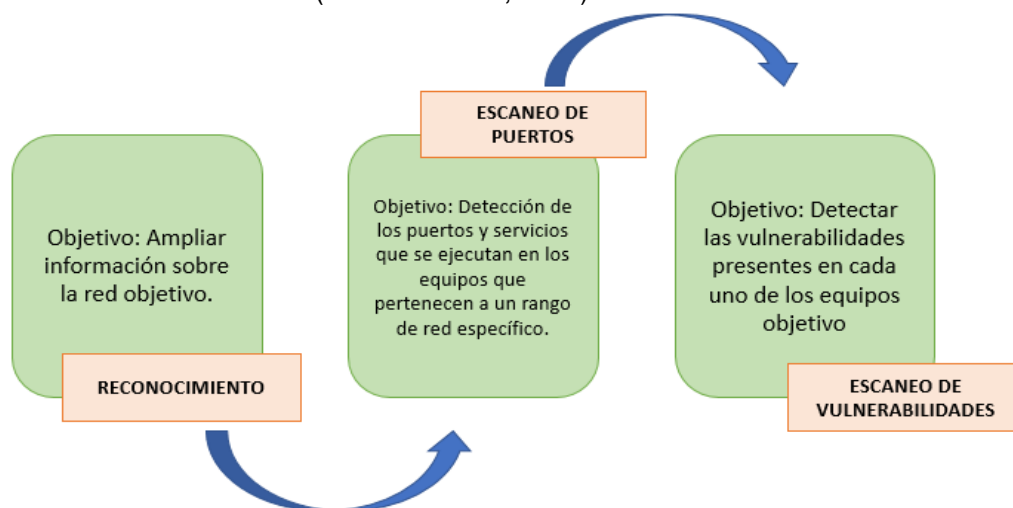 Objetivo: Ampliar
información sobre
la red objetivo.
RECONOCIMIENTO
ESCANEO DE
PUERTOS
Objetivo: Detección de
los puertos y servicios
que se ejecutan en los
equipos que
pertenecen a un rango
de red específico.
Objetivo: Detectar
las vulnerabilidades
presentes en cada
uno de los equipos
objetivo
ESCANEO DE
VULNERABILIDADES